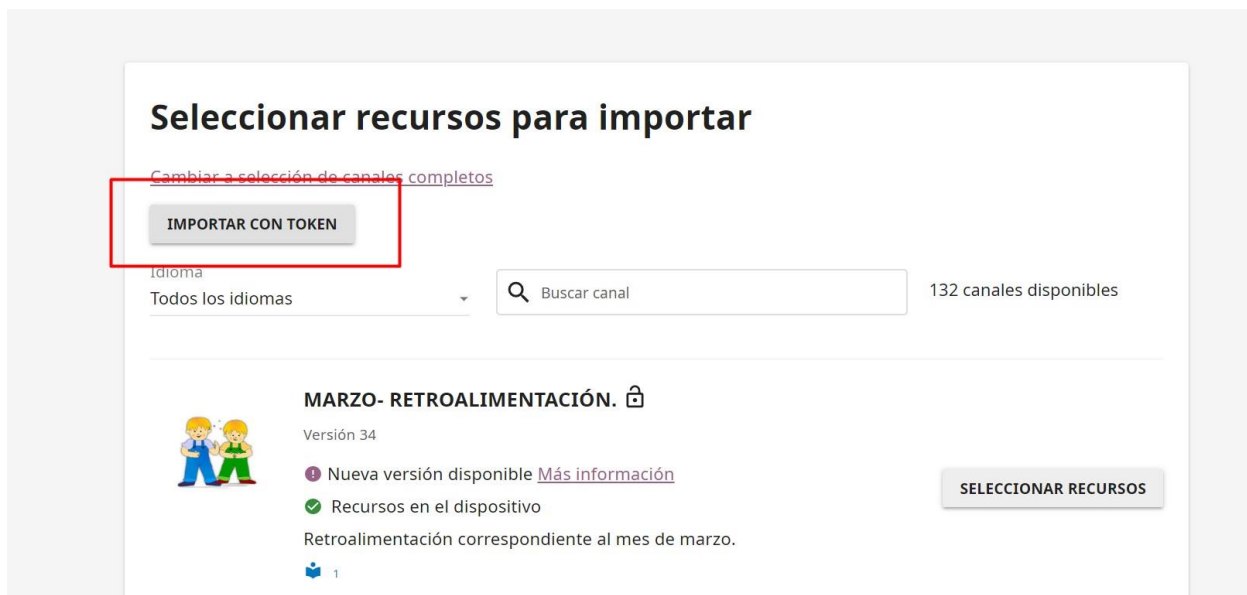 Seleccionar recursos para importar
Cambiar a selección de canales completos
IMPORTAR CON TOKEN
Idioma
Todos los idiomas
Buscar canal
132 canales disponibles
MARZO- RETROALIMENTACIÓN.
Versión 34
Nueva versión disponible Más información
Recursos en el dispositivo
SELECCIONAR RECURSOS
Retroalimentación correspondiente al mes de marzo.
1